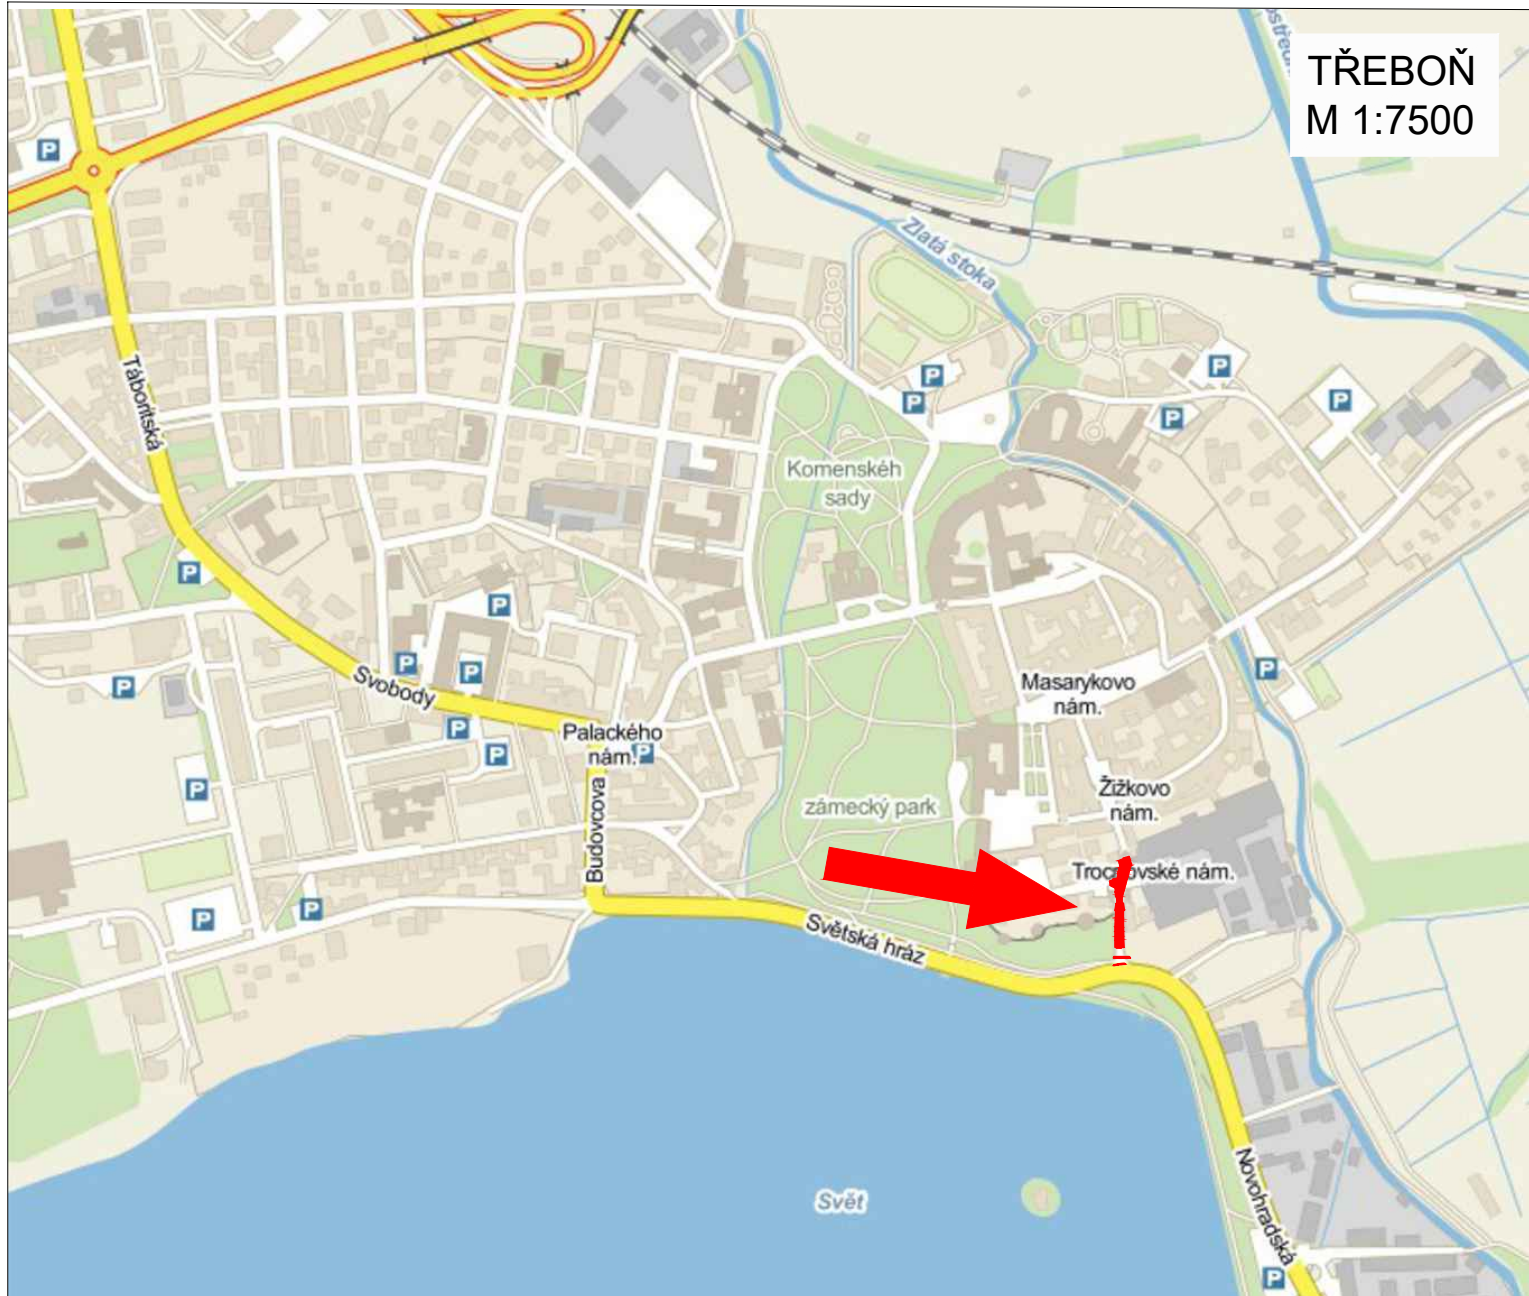 TŘEBOŇ
M 1:7500
P
Zlatá stoka
Táboritská
P
P
P
P
P
Komenskéh
sady
P
P
P
P
Svobody
P
P
P
Masarykovo
nám.
P
Palackého
nám.
P
P
P
Budovcova
zámecký park
Žižkovo
nám.
Světská hráz
P
P
Svět
Novohradská
P